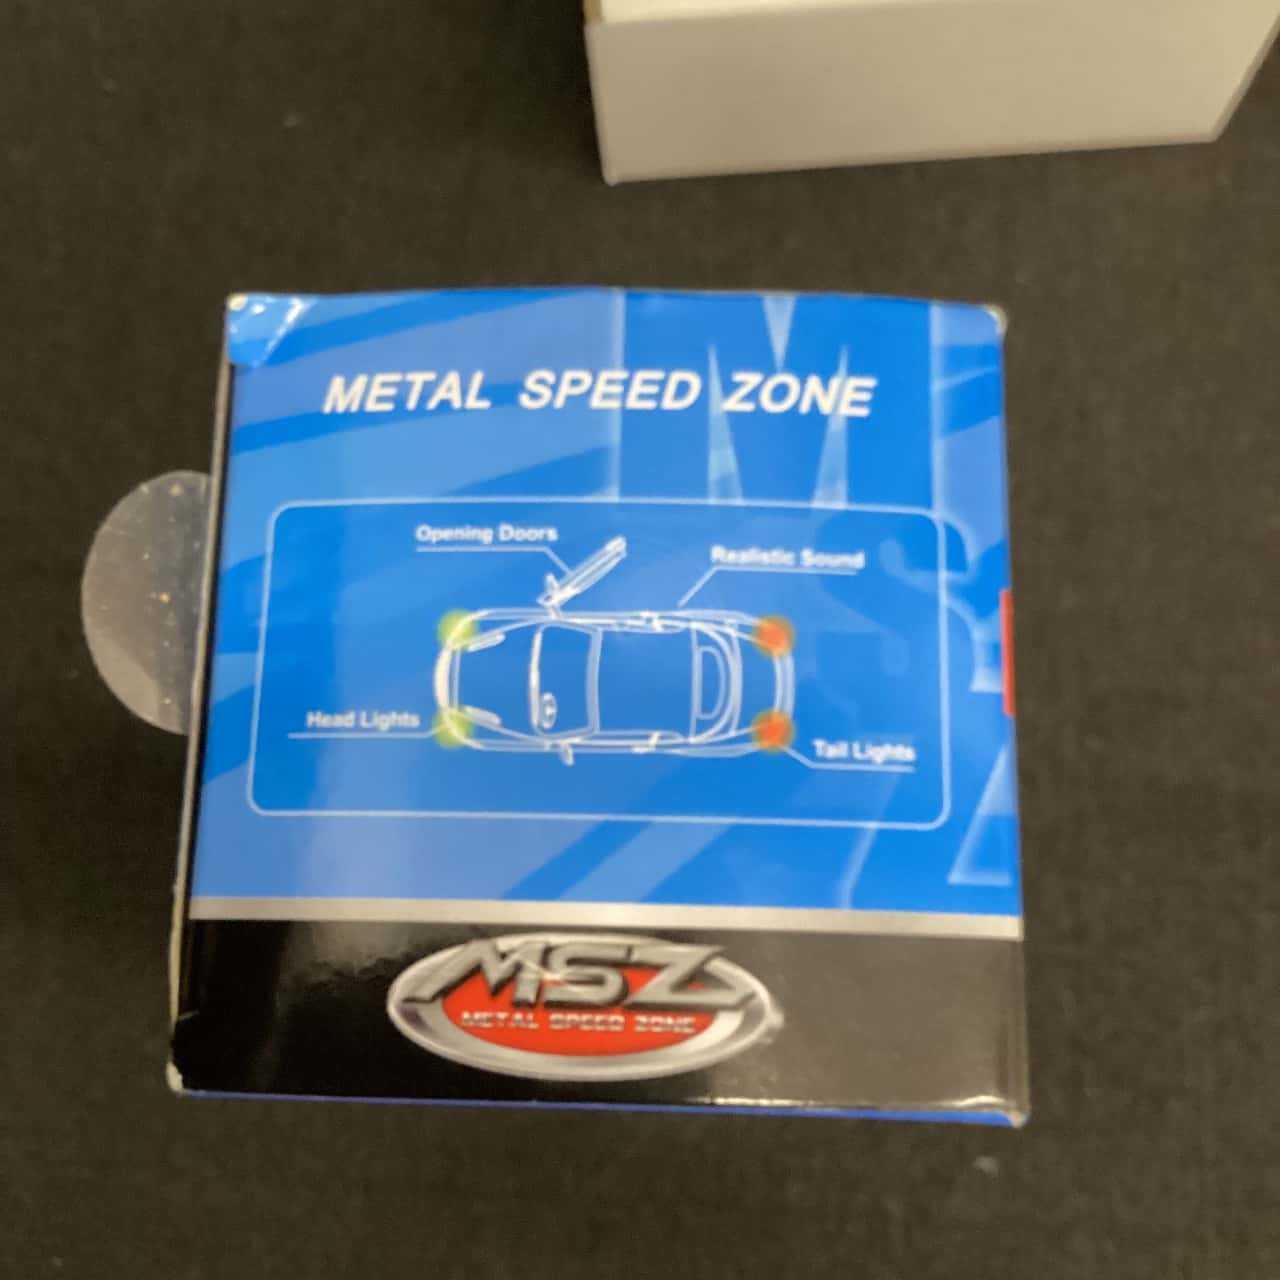 METAL SPEED ZONE
Opening Doors
Realistic Sound
Head Lights
Tail Lights
MSZ
METAL SPEED ZONE